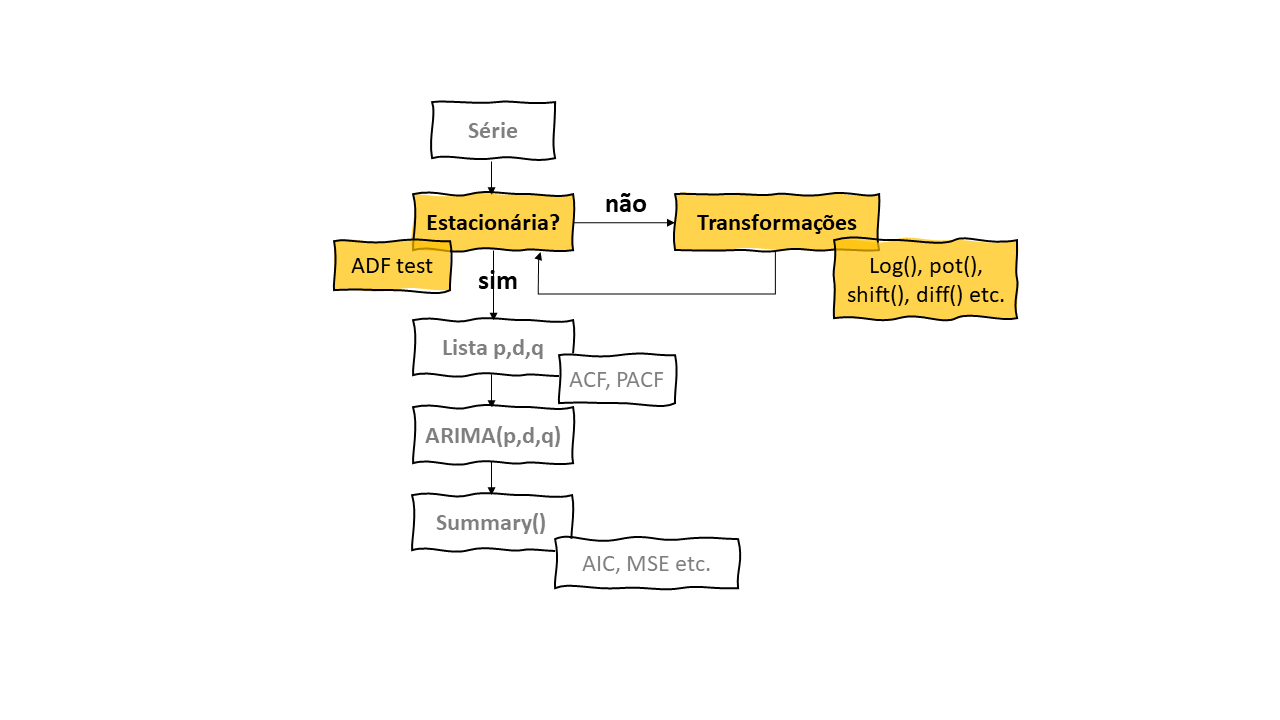 Série
Estacionária?
não
Transformações
ADF test
sim
Log(), pot(),
shift(), diff() etc.
Lista p,d,q
ACF, PACF
ARIMA(p,d,q)
Summary()
AIC, MSE etc.